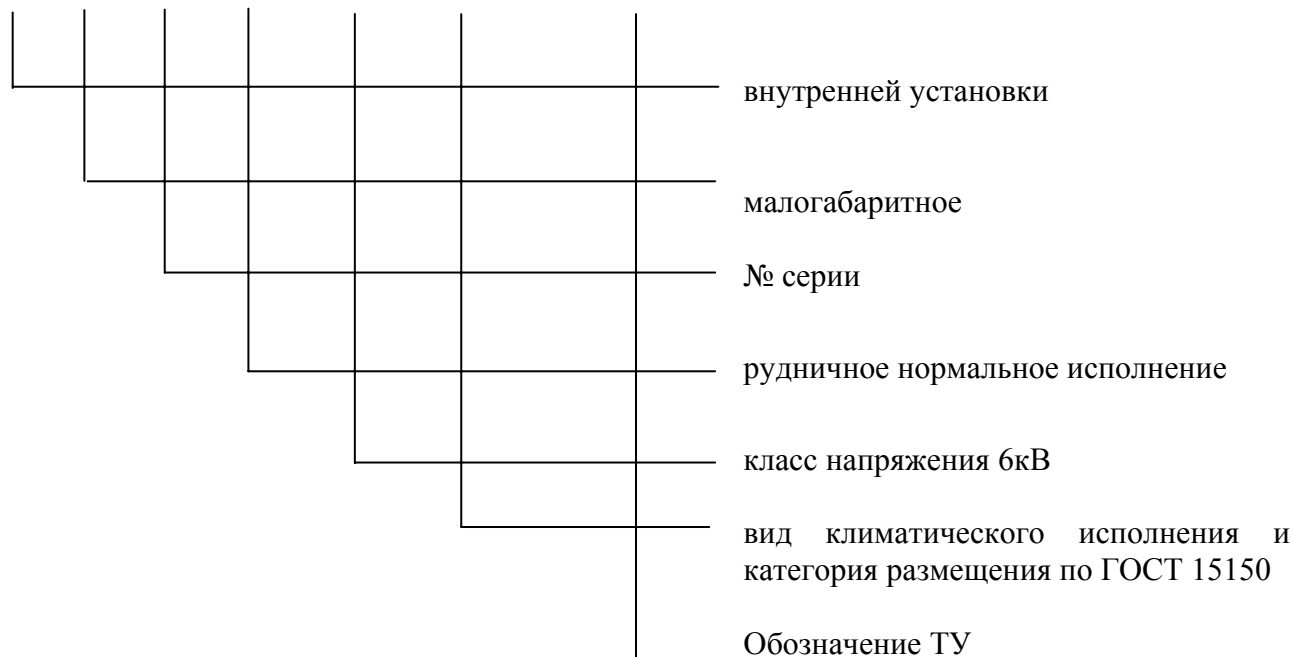 внутренней установки
малогабаритное
№ серии
рудничное нормальное исполнение
класс напряжения 6кВ
вид климатического исполнения и
категория размещения по ГОСТ 15150
Обозначение ТУ